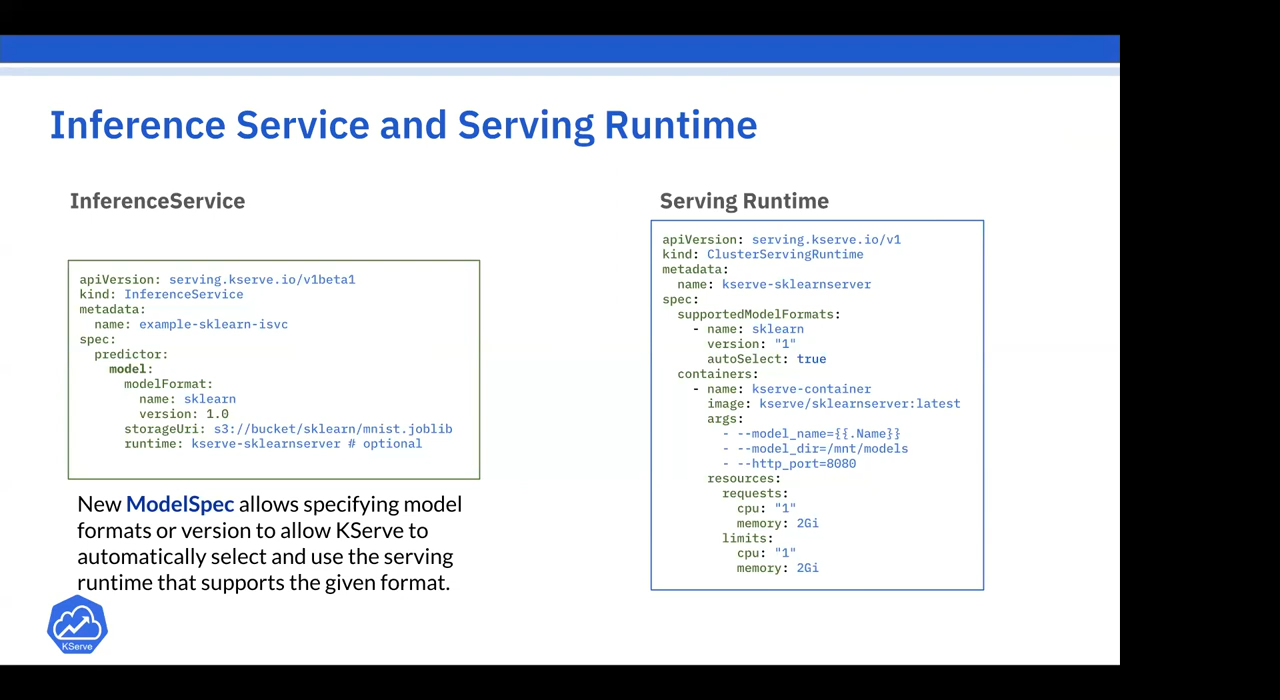 Inference Service and Serving Runtime
InferenceService
apiVersion: serving.kserve.io/v1beta1
kind: InferenceService
metadata:
  name: example-sklearn-isvc
spec:
  predictor:
    model:
      modelFormat:
        name: sklearn
        version: 1.0
      storageUri: s3://bucket/sklearn/mnist.joblib
      runtime: kserve-sklearnserver # optional
New ModelSpec allows specifying model
formats or version to allow KServe to
automatically select and use the serving
runtime that supports the given format.
KServe
Serving Runtime
apiVersion: serving.kserve.io/v1
kind: ClusterServingRuntime
metadata:
  name: kserve-sklearnserver
spec:
  supportedModelFormats:
    - name: sklearn
      version: "1"
      autoSelect: true
  containers:
    - name: kserve-container
      image: kserve/sklearnserver:latest
      args:
        - --model_name={{.Name}}
        - --model_dir=/mnt/models
        - --http_port=8080
      resources:
        requests:
          cpu: "1"
          memory: 2Gi
        limits:
          cpu: "1"
          memory: 2Gi